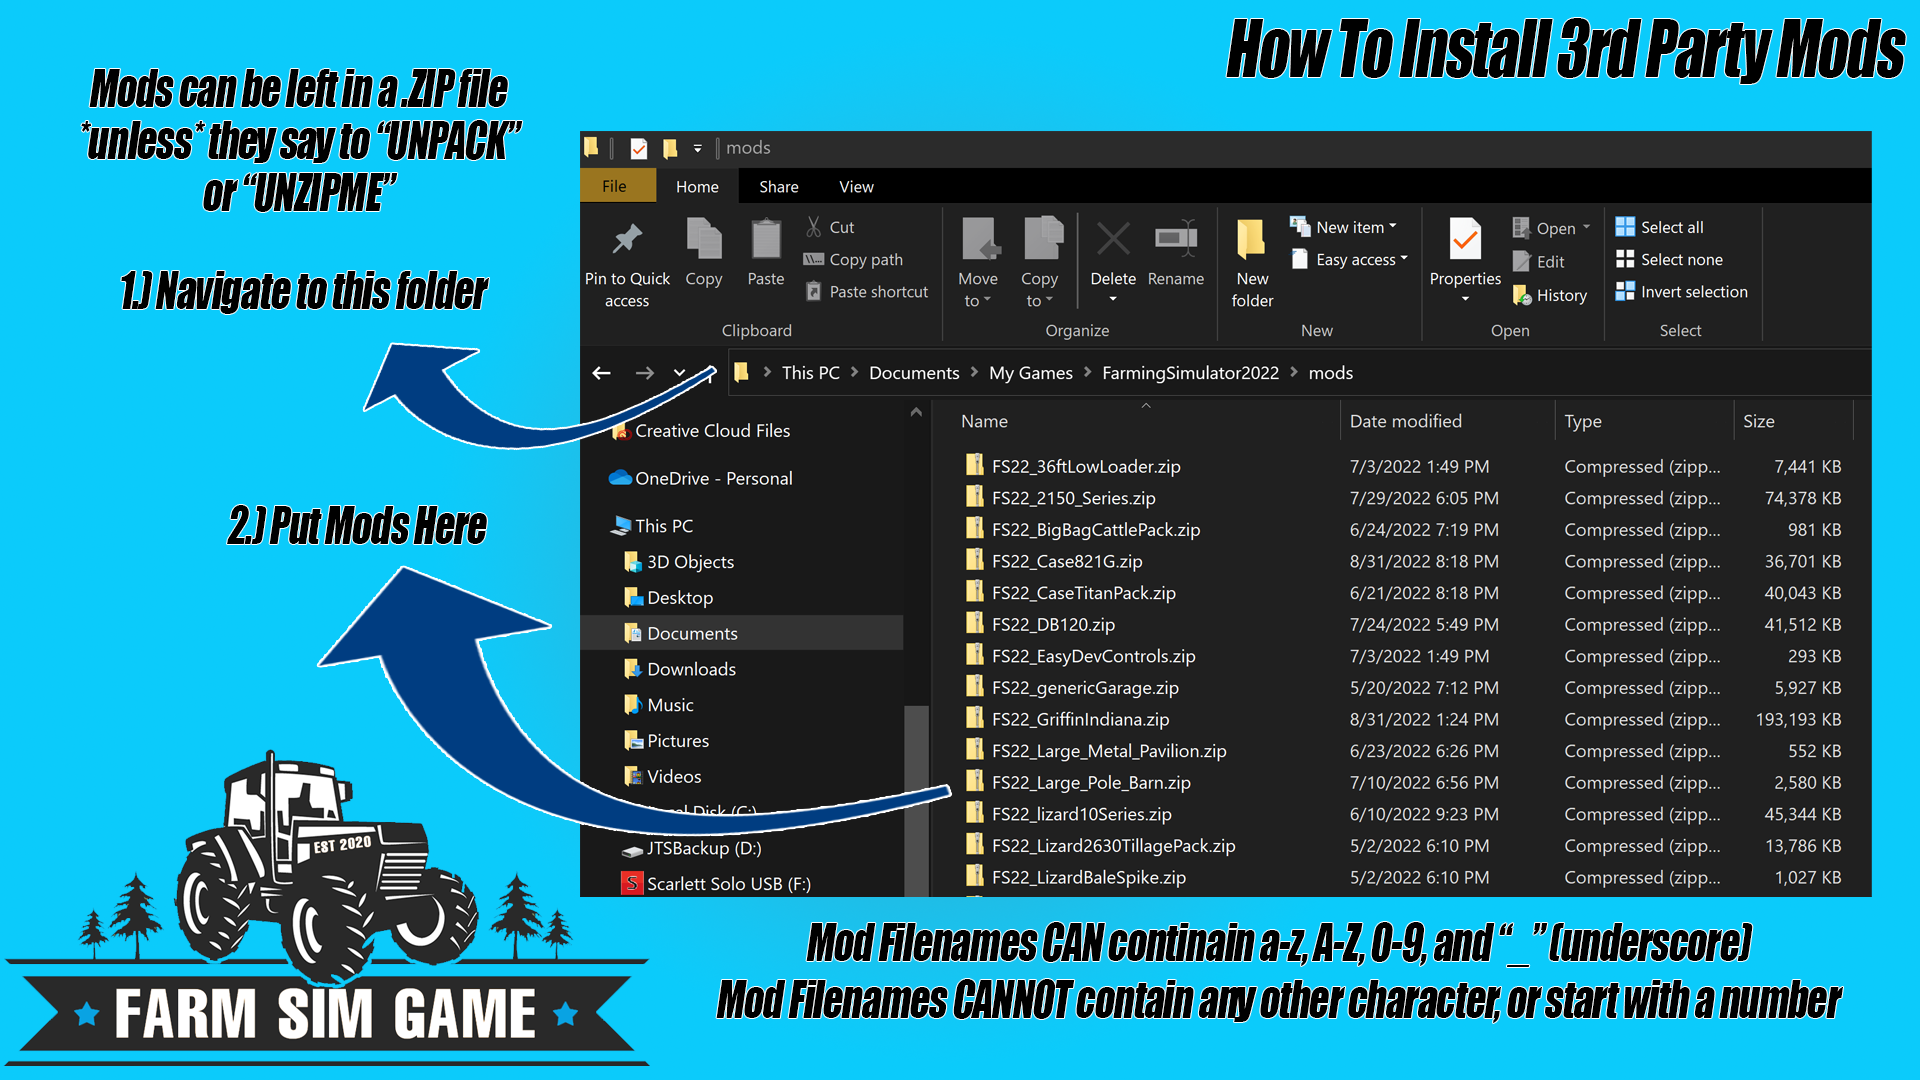 How To Install 3rd Party Mods
Mods can be left in a .ZIP file
*unless* they say to “UNPACK”
or “UNZIPME”
1.) Navigate to this folder
2.) Put Mods Here
mods
File Home Share View
Pin to Quick access
Copy
Paste
Cut
Copy path
Paste shortcut
Clipboard
Move to
Copy to
Delete
Rename
Organize
New folder
New item
Easy access
New
Properties
Open
Edit
History
Open
Select all
Select none
Invert selection
Select
This PC > Documents > My Games > FarmingSimulator2022 > mods
Creative Cloud Files
OneDrive - Personal
This PC
3D Objects
Desktop
Documents
Downloads
Music
Pictures
Videos
Disk (C:)
JTSBackup (D:)
S Scarlett Solo USB (F:)
Name Date modified Type Size
FS22_36ftLowLoader.zip 7/3/2022 1:49 PM Compressed (zipp... 7,441 KB
FS22_2150_Series.zip 7/29/2022 6:05 PM Compressed (zipp... 74,378 KB
FS22_BigBagCattlePack.zip 6/24/2022 7:19 PM Compressed (zipp... 981 KB
FS22_Case821G.zip 8/31/2022 8:18 PM Compressed (zipp... 36,701 KB
FS22_CaseTitanPack.zip 6/21/2022 8:18 PM Compressed (zipp... 40,043 KB
FS22_DB120.zip 7/24/2022 5:49 PM Compressed (zipp... 41,512 KB
FS22_EasyDevControls.zip 7/3/2022 1:49 PM Compressed (zipp... 293 KB
FS22_genericGarage.zip 5/20/2022 7:12 PM Compressed (zipp... 5,927 KB
FS22_GriffinIndiana.zip 8/31/2022 1:24 PM Compressed (zipp... 193,193 KB
FS22_Large_Metal_Pavilion.zip 6/23/2022 6:26 PM Compressed (zipp... 552 KB
FS22_Large_Pole_Barn.zip 7/10/2022 6:56 PM Compressed (zipp... 2,580 KB
FS22_lizard10Series.zip 6/10/2022 9:23 PM Compressed (zipp... 45,344 KB
FS22_Lizard2630TillagePack.zip 5/2/2022 6:10 PM Compressed (zipp... 13,786 KB
FS22_LizardBaleSpike.zip 5/2/2022 6:10 PM Compressed (zipp... 1,027 KB
EST 2020
FARM SIM GAME
Mod Filenames CAN continain a-z, A-Z, 0-9, and “_” (underscore)
Mod Filenames CANNOT contain any other character, or start with a number